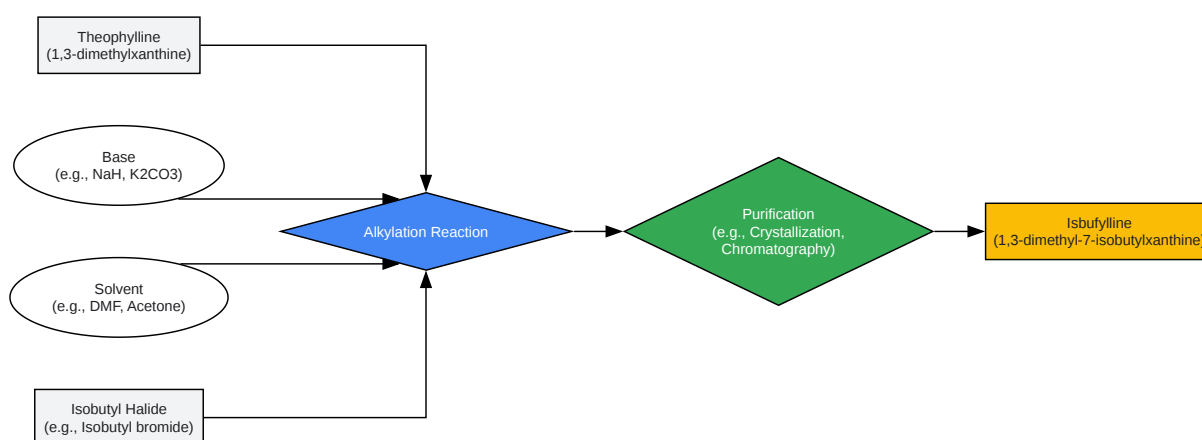 Theophylline
(1,3-dimethylxanthine)
Base
(e.g., NaH, K2CO3)
Solvent
(e.g., DMF, Acetone)
Isobutyl Halide
(e.g., Isobutyl bromide)
Alkylation Reaction
Purification
(e.g., Crystallization,
Chromatography)
Isbufylline
(1,3-dimethyl-7-isobutylxanthine)